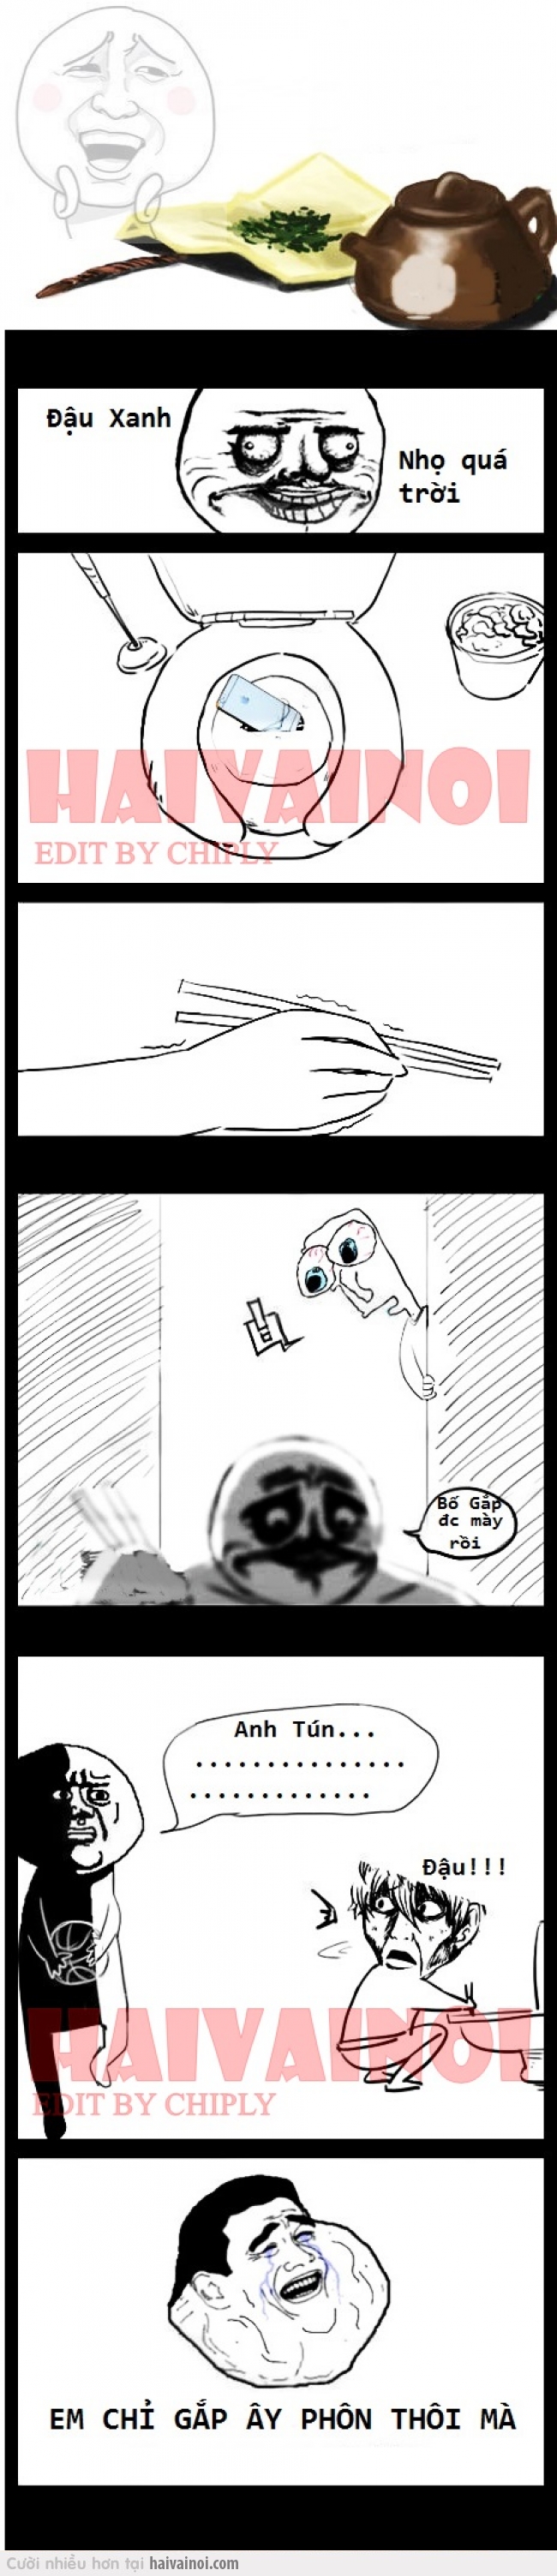 Đậu Xanh
Nhọ quá
trời
HAIVAINOI
EDIT BY CHIPLY
Bố Gắp
đc mày
rồi
Anh Tún...
...............
.............
Đậu!!!
HAIVAINOI
EDIT BY CHIPLY
EM CHỈ GẮP ÂY PHÔN THÔI MÀ
Cười nhiều hơn tại haivainoi.com